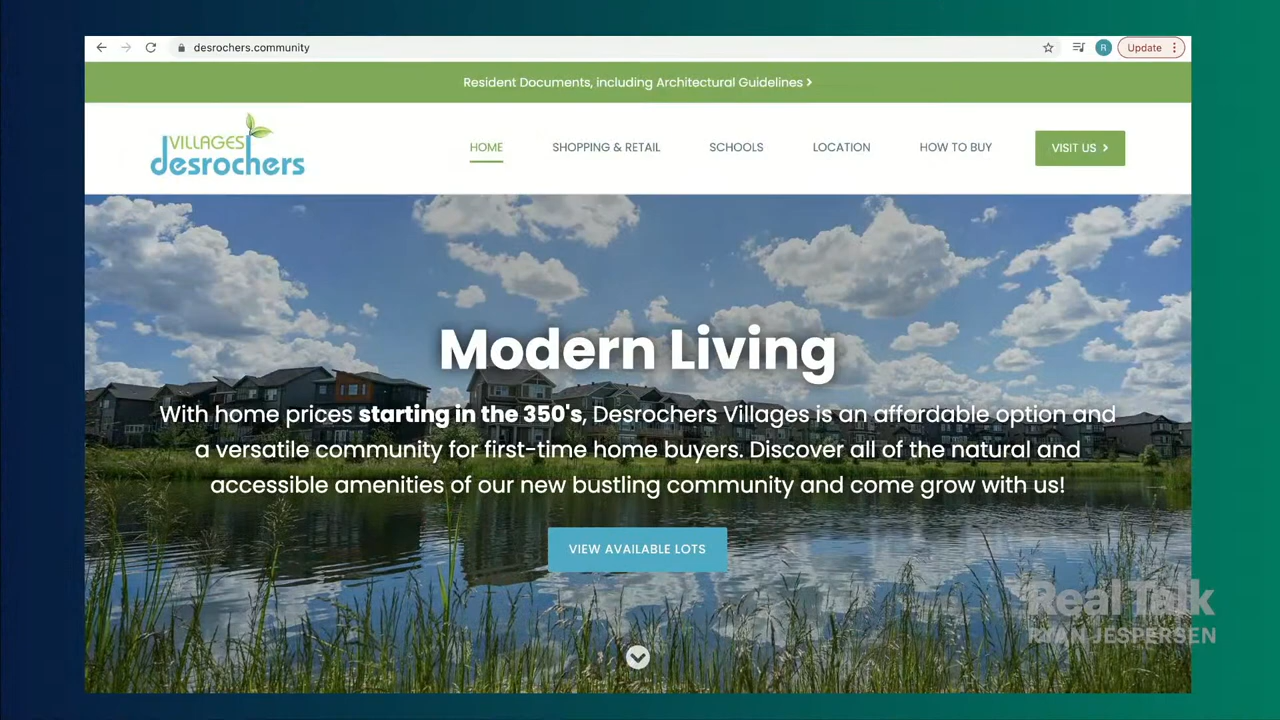 desrochers.community
R
Update
Resident Documents, including Architectural Guidelines
VILLAGES
desrochers
HOME
SHOPPING & RETAIL
SCHOOLS
LOCATION
HOW TO BUY
VISIT US
Modern Living
With home prices starting in the 350's, Desrochers Villages is an affordable option and
a versatile community for first-time home buyers. Discover all of the natural and
accessible amenities of our new bustling community and come grow with us!
VIEW AVAILABLE LOTS
Real Talk
RYAN JESPERSEN